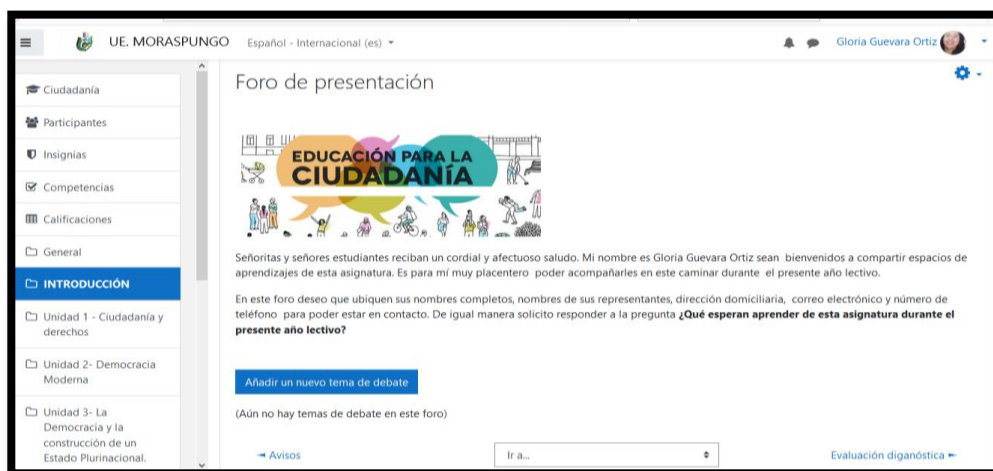 UE. MORASPUNGO
Español - Internacional (es)
Gloria Guevara Ortiz
Ciudadanía
Participantes
Insignias
Competencias
Calificaciones
General
INTRODUCCIÓN
Unidad 1 - Ciudadanía y
derechos
Unidad 2- Democracia
Moderna
Unidad 3- La
Democracia y la
construcción de un
Estado Plurinacional.
Foro de presentación
EDUCACIÓN PARA LA
CIUDADANÍA
Señoritas y señores estudiantes reciban un cordial y afectuoso saludo. Mi nombre es Gloria Guevara Ortiz sean bienvenidos a compartir espacios de
aprendizajes de esta asignatura. Es para mí muy placentero poder acompañarles en este caminar durante el presente año lectivo.
En este foro deseo que ubiquen sus nombres completos, nombres de sus representantes, dirección domiciliaria, correo electrónico y número de
teléfono para poder estar en contacto. De igual manera solicito responder a la pregunta ¿Qué esperan aprender de esta asignatura durante el
presente año lectivo?
Añadir un nuevo tema de debate
(Aún no hay temas de debate en este foro)
Avisos
Ir a...
Evaluación diganóstica